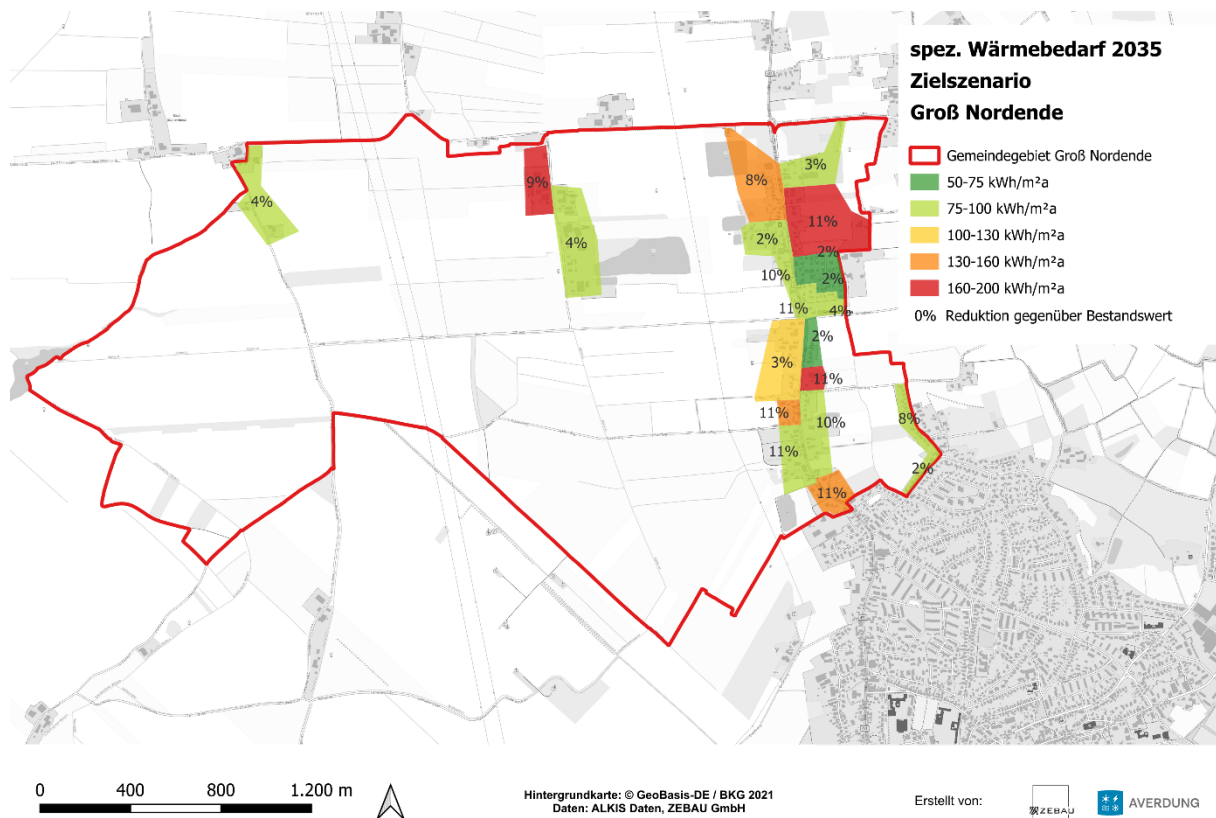 spez. Wärmebedarf 2035
Zielszenario
Groß Nordende
Gemeindegebiet Groß Nordende
50-75 kWh/m²a
75-100 kWh/m²a
100-130 kWh/m²a
130-160 kWh/m²a
160-200 kWh/m²a
0% Reduktion gegenüber Bestandswert
3%
8%
9%
4%
11%
4%
2%
2%
10%
2%
11%
4%
2%
3%
11%
11%
10%
8%
11%
2%
11%
0 400 800 1.200 m
Hintergrundkarte: © GeoBasis-DE / BKG 2021
Daten: ALKIS Daten, ZEBAU GmbH
Erstellt von:
ZEBAU
AVERDUNG